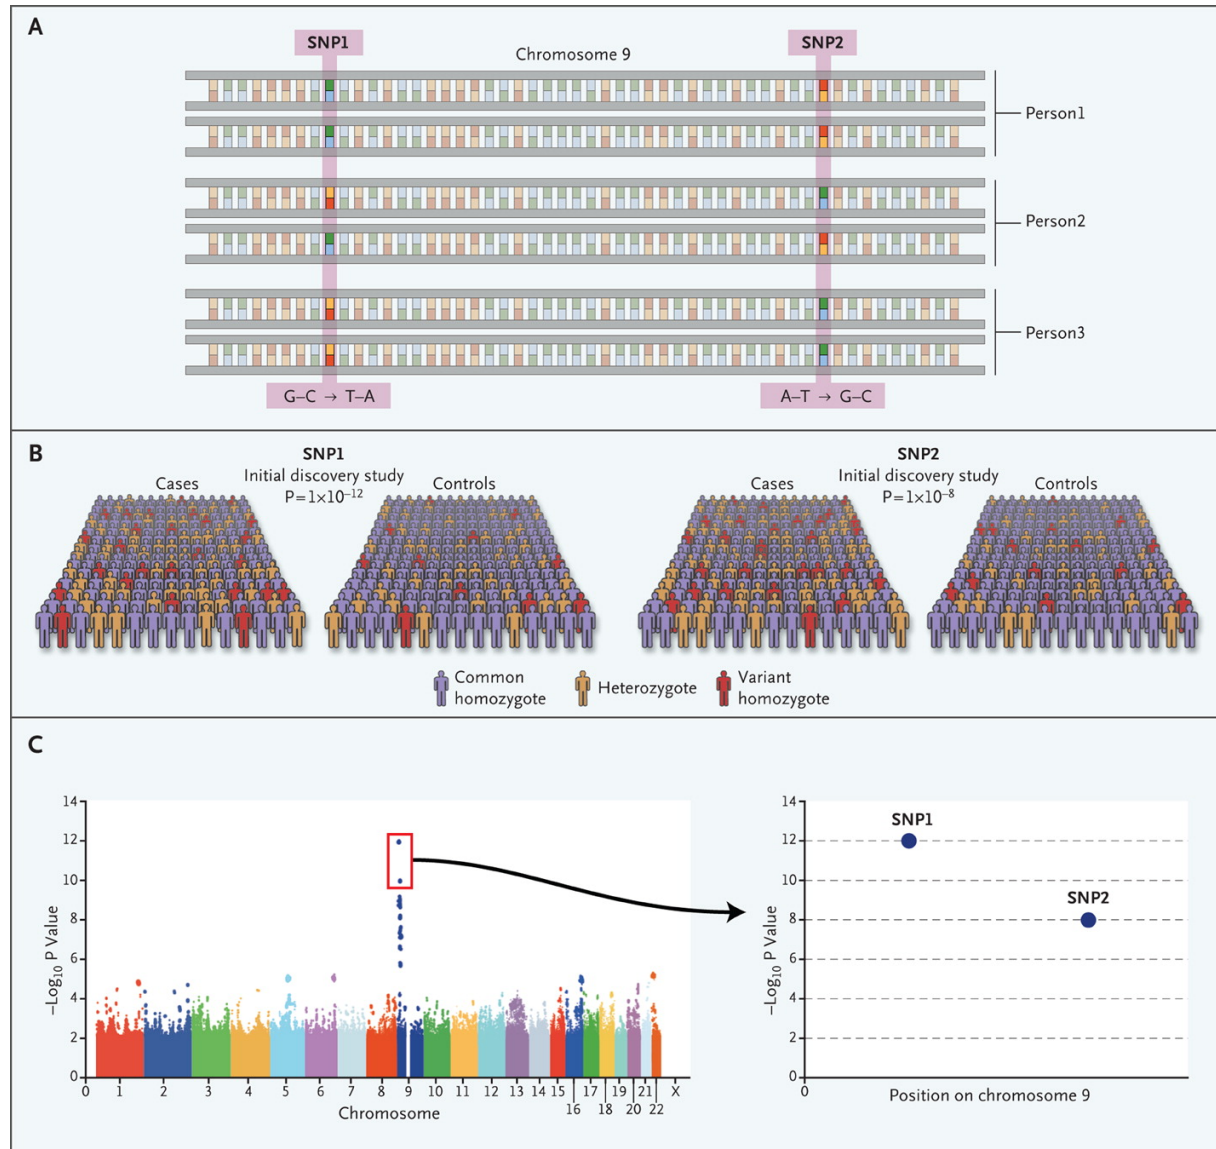 A
SNP1
SNP2
Chromosome 9
Person1
Person2
Person3
G–C → T–A
A–T → G–C
B
SNP1
Initial discovery study
P=1×10⁻¹²
Cases
Controls
SNP2
Initial discovery study
P=1×10⁻⁸
Cases
Controls
Common
homozygote
Heterozygote
Variant
homozygote
C
14
12
10
8
6
4
2
0
–Log₁₀ P Value
0 1 2 3 4 5 6 7 8 9 10 11 12 13 14 15 17 19 21 X
16 18 20 22
Chromosome
14
12
10
8
6
4
2
0
–Log₁₀ P Value
SNP1
SNP2
0
Position on chromosome 9